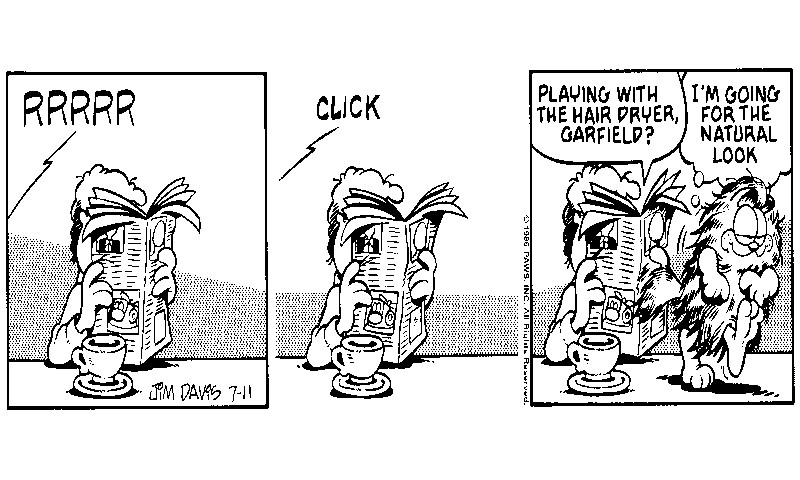 RRRRR
JIM DAVIS 7-11
CLICK
© 1986 PAWS, INC. All Rights Reserved.
PLAYING WITH
THE HAIR DRYER,
GARFIELD?
I'M GOING
FOR THE
NATURAL
LOOK